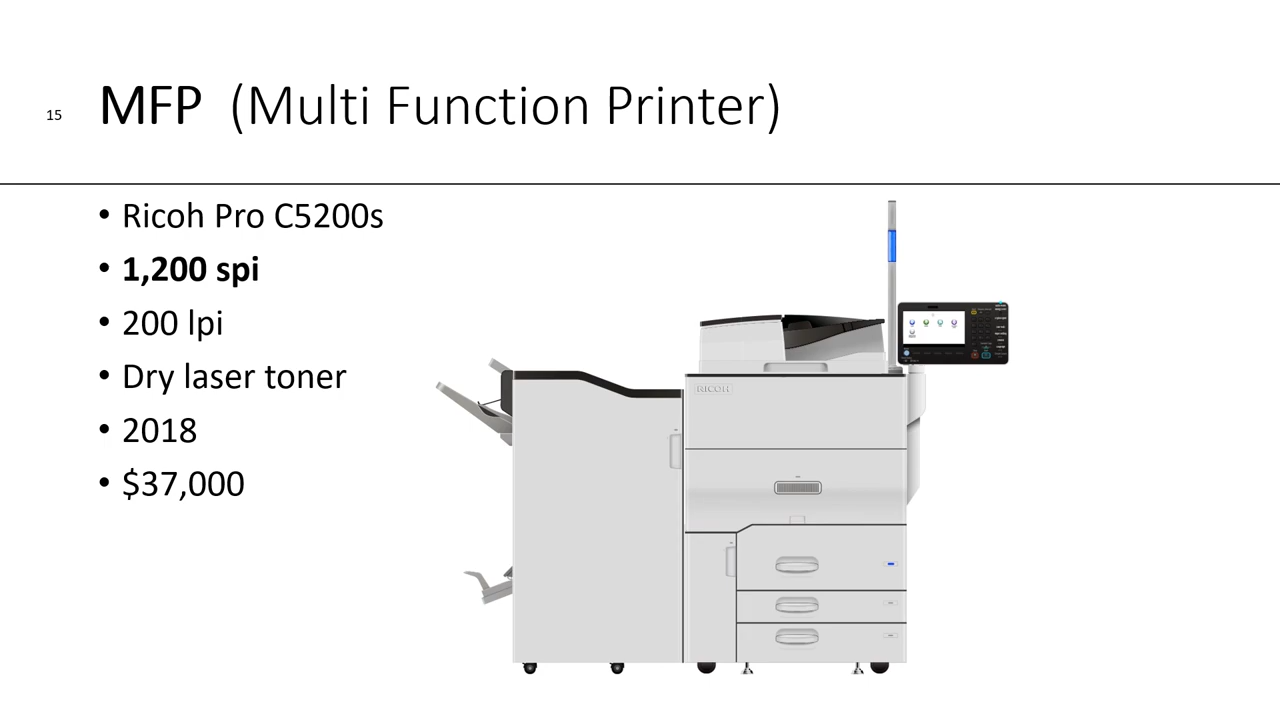 15
MFP (Multi Function Printer)
• Ricoh Pro C5200s
• 1,200 spi
• 200 lpi
• Dry laser toner
• 2018
• $37,000
RICOH